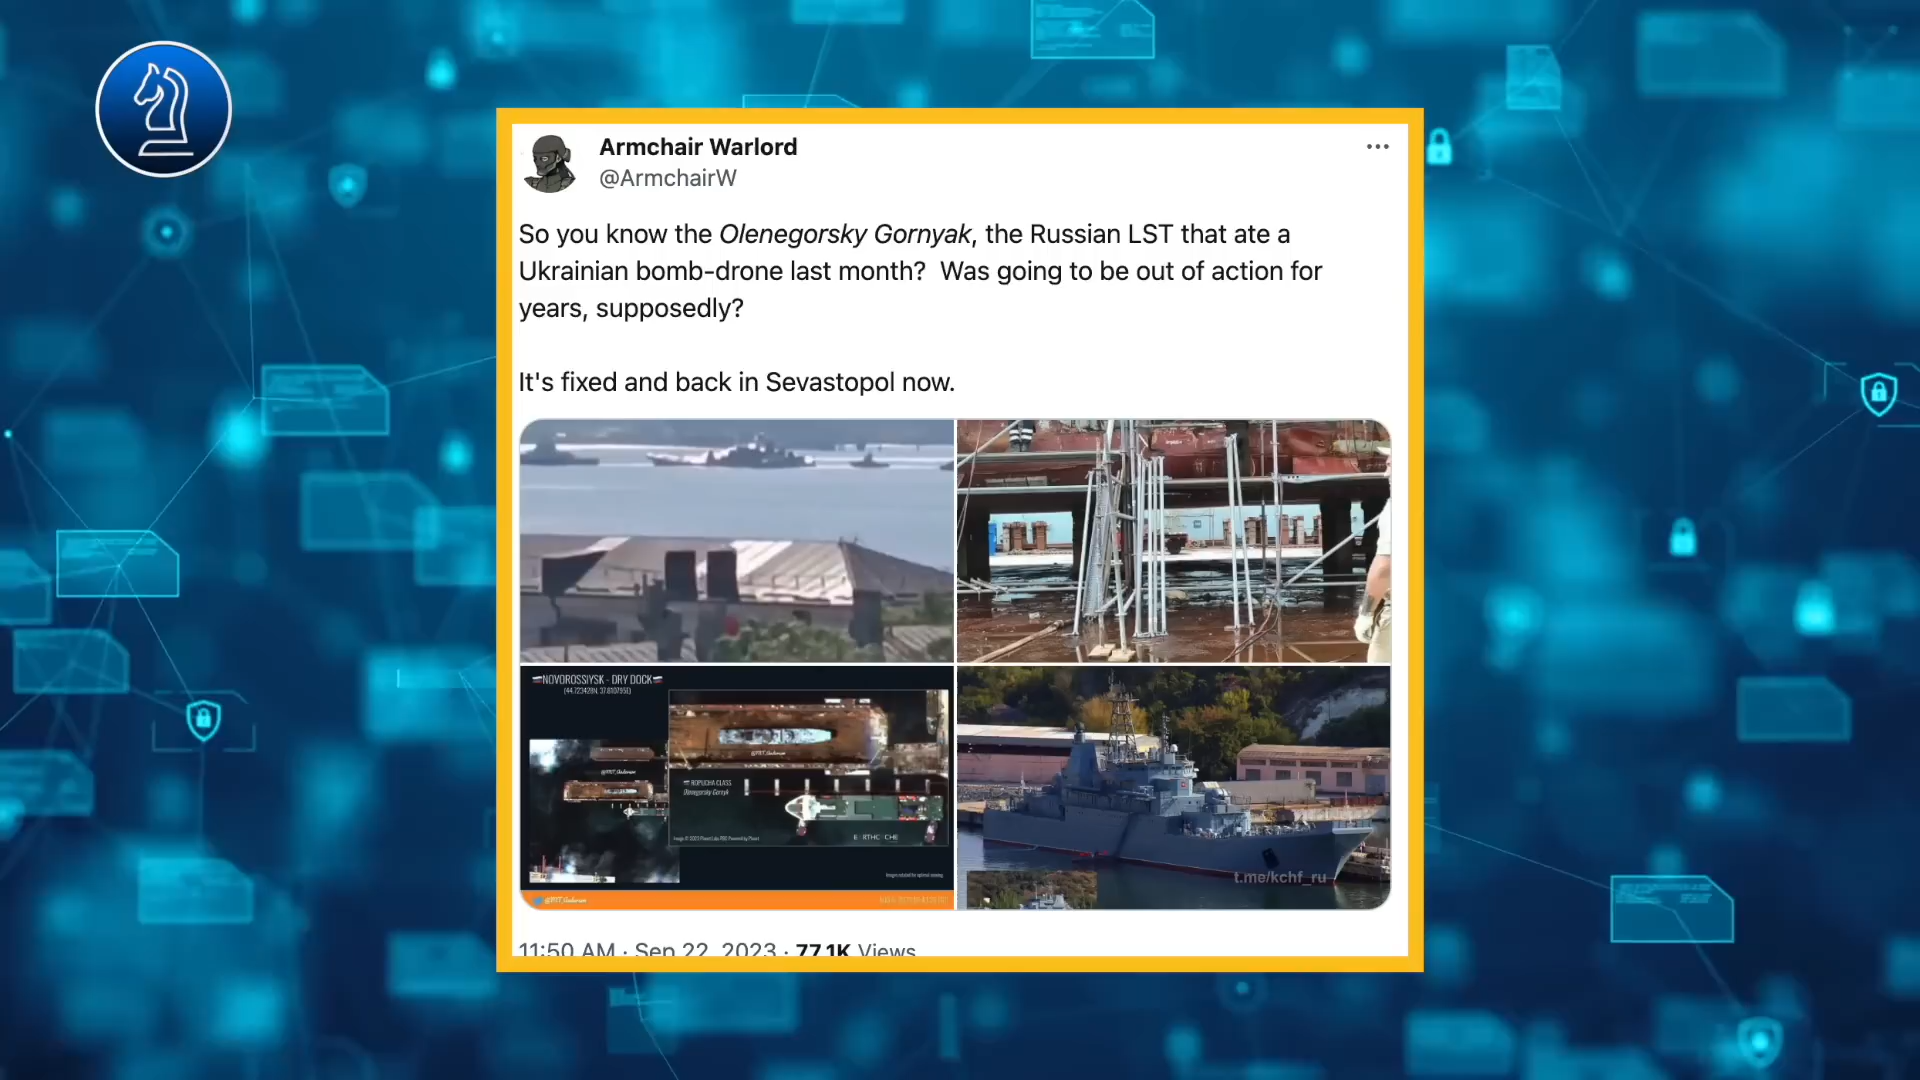 Armchair Warlord
@ArmchairW
So you know the Olenegorsky Gornyak, the Russian LST that ate a
Ukrainian bomb-drone last month?  Was going to be out of action for
years, supposedly?
It's fixed and back in Sevastopol now.
NOVOROSSIYSK - DRY DOCK
ROPUCHA CLASS
t.me/kchf_ru
11:50 AM · Sep 22, 2023 · 77.1K Views